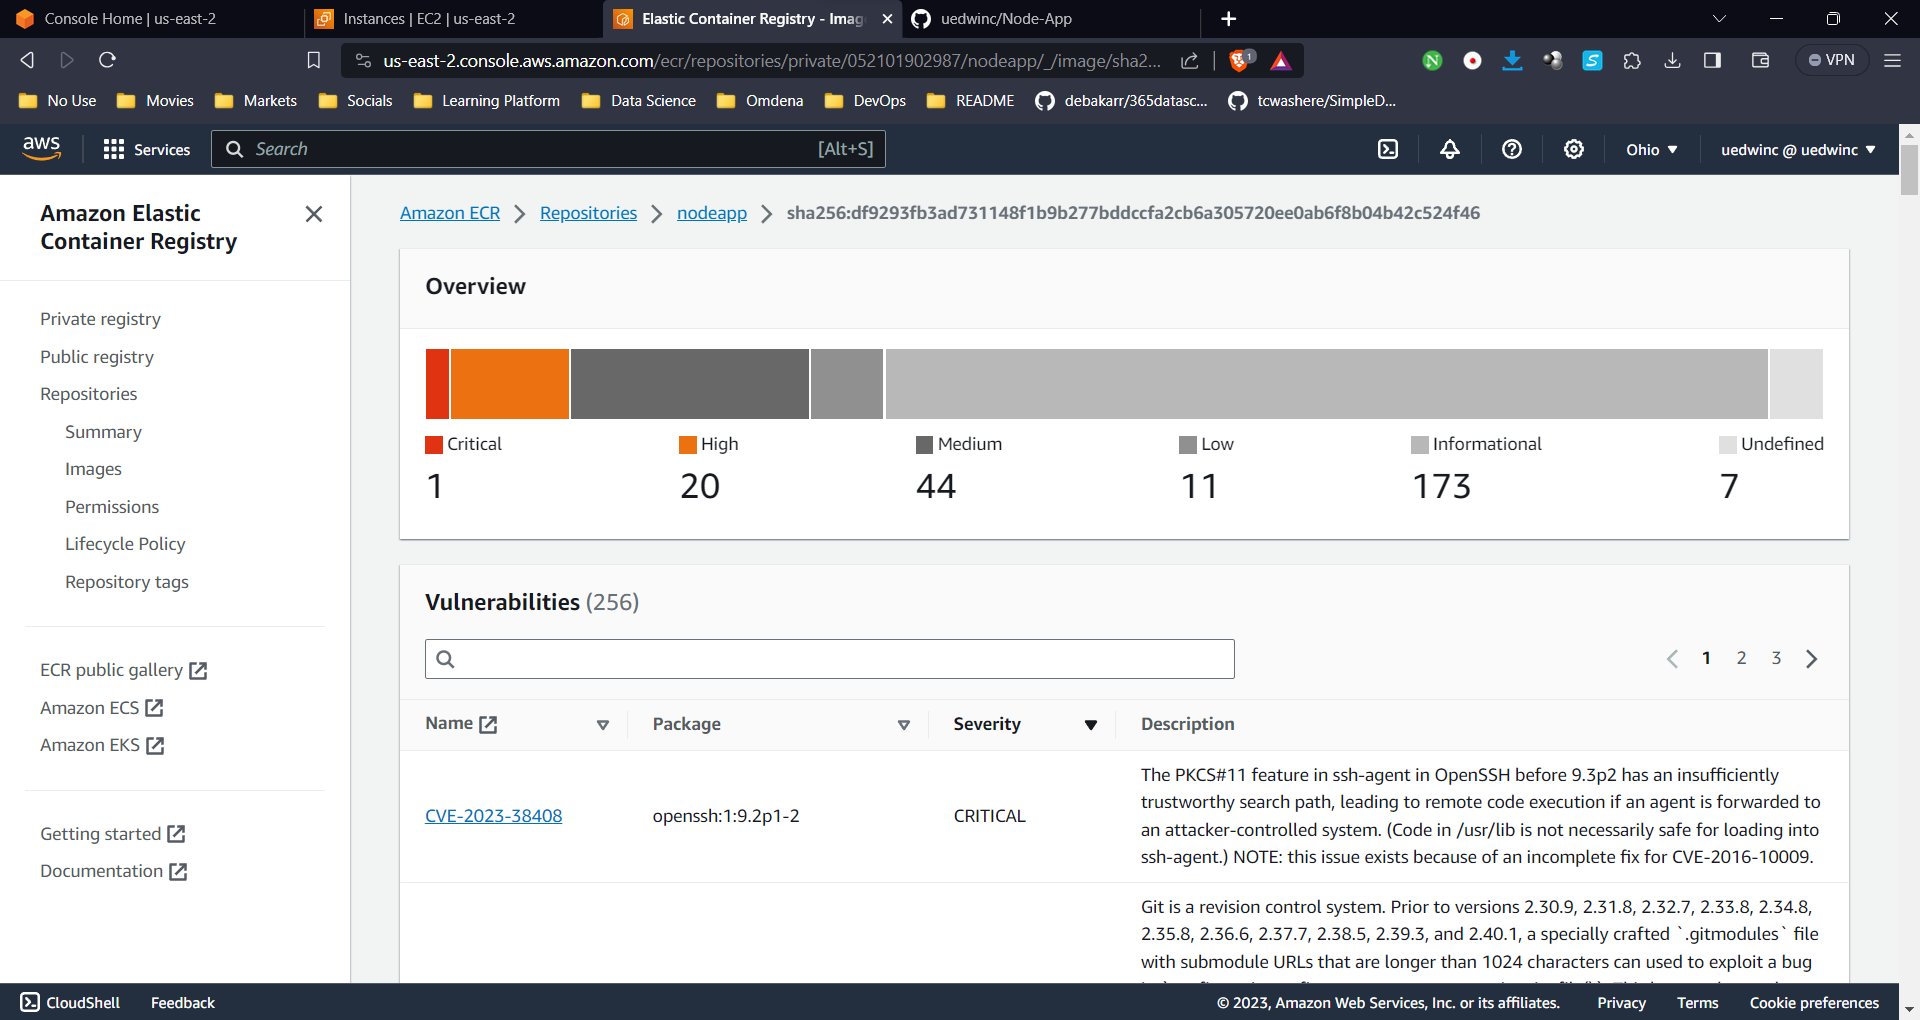 Console Home | us-east-2
Instances | EC2 | us-east-2
Elastic Container Registry - Imag
uedwinc/Node-App
us-east-2.console.aws.amazon.com/ecr/repositories/private/052101902987/nodeapp/_/image/sha2...
1
VPN
No Use
Movies
Markets
Socials
Learning Platform
Data Science
Omdena
DevOps
README
debakarr/365datasc...
tcwashere/SimpleD...
aws
Services
Search
[Alt+S]
Ohio
uedwinc @ uedwinc
Amazon Elastic
Container Registry
Private registry
Public registry
Repositories
Summary
Images
Permissions
Lifecycle Policy
Repository tags
ECR public gallery
Amazon ECS
Amazon EKS
Getting started
Documentation
Amazon ECR
Repositories
nodeapp
sha256:df9293fb3ad731148f1b9b277bddccfa2cb6a305720ee0ab6f8b04b42c524f46
Overview
Critical
1
High
20
Medium
44
Low
11
Informational
173
Undefined
7
Vulnerabilities (256)
1 2 3
Name
Package
Severity
Description
CVE-2023-38408
openssh:1:9.2p1-2
CRITICAL
The PKCS#11 feature in ssh-agent in OpenSSH before 9.3p2 has an insufficiently
trustworthy search path, leading to remote code execution if an agent is forwarded to
an attacker-controlled system. (Code in /usr/lib is not necessarily safe for loading into
ssh-agent.) NOTE: this issue exists because of an incomplete fix for CVE-2016-10009.
Git is a revision control system. Prior to versions 2.30.9, 2.31.8, 2.32.7, 2.33.8, 2.34.8,
2.35.8, 2.36.6, 2.37.7, 2.38.5, 2.39.3, and 2.40.1, a specially crafted `.gitmodules` file
with submodule URLs that are longer than 1024 characters can used to exploit a bug
CloudShell
Feedback
© 2023, Amazon Web Services, Inc. or its affiliates.
Privacy
Terms
Cookie preferences